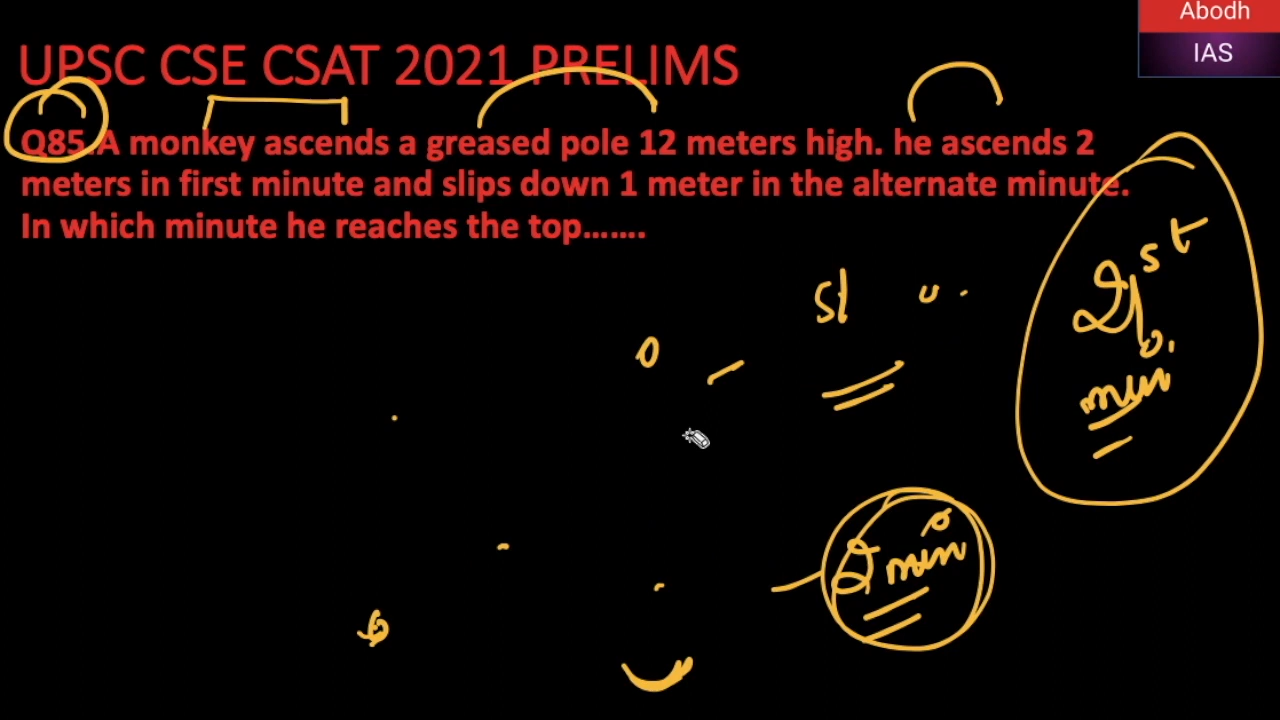 Abodh
IAS
UPSC CSE CSAT 2021 PRELIMS
Q85.A monkey ascends a greased pole 12 meters high. he ascends 2
meters in first minute and slips down 1 meter in the alternate minute.
In which minute he reaches the top.......
21st
min
min